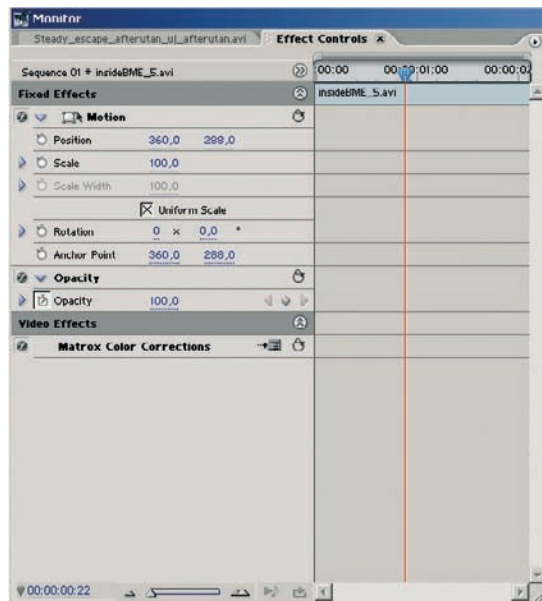 Monitor
Steady_escape_afterutan_uj_afterutan.avi Effect Controls
Sequence 01 * insideBME_5.avi
:00:00 00:00:01:00 00:00:02
Fixed Effects
insideBME_5.avi
Motion
Position 360,0 288,0
Scale 100,0
Scale Width 100,0
Uniform Scale
Rotation 0 x 0,0 °
Anchor Point 360,0 288,0
Opacity
Opacity 100,0
Video Effects
Matrox Color Corrections
00:00:00:22